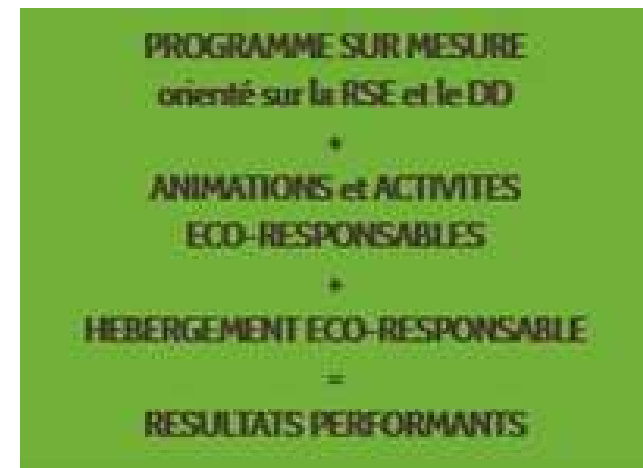 PROGRAMME SUR MESURE
orienté sur la RSE et le DD
+
ANIMATIONS et ACTIVITES
ECO-RESPONSABLES
+
HEBERGEMENT ECO-RESPONSABLE
=
RESULTATS PERFORMANTS